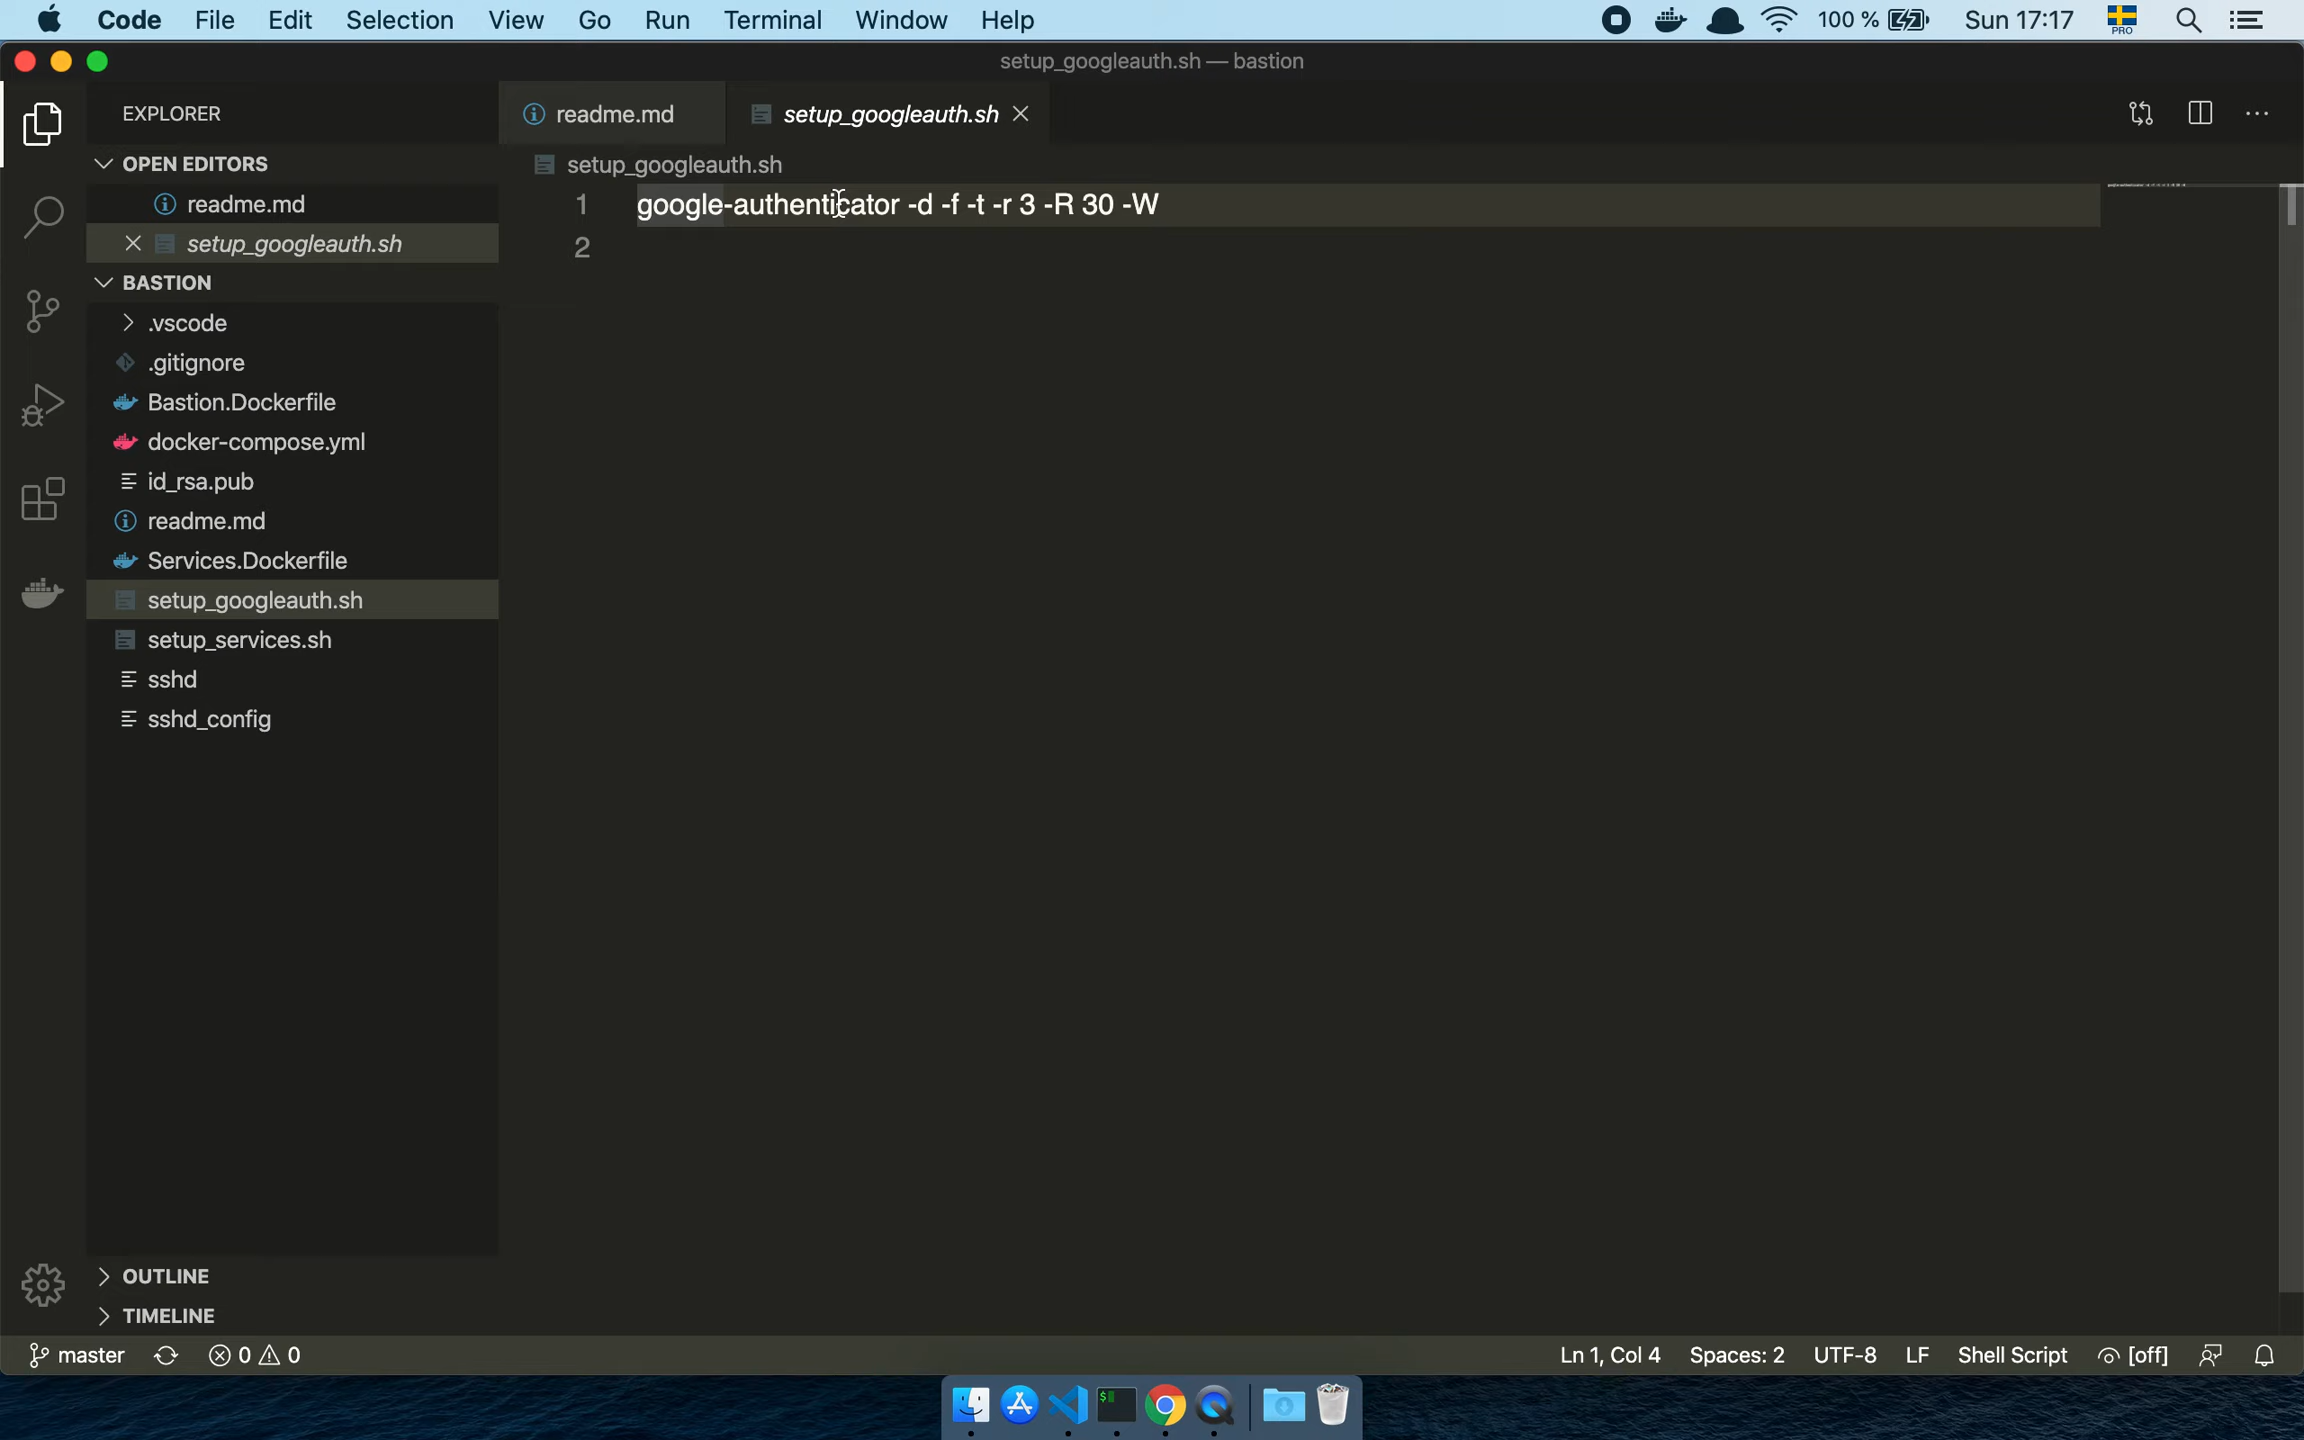 Code File Edit Selection View Go Run Terminal Window Help 100 % Sun 17:17 PRO
setup_googleauth.sh — bastion
EXPLORER
readme.md setup_googleauth.sh
OPEN EDITORS
setup_googleauth.sh
readme.md
1 google-authenticator -d -f -t -r 3 -R 30 -W
setup_googleauth.sh
2
BASTION
.vscode
.gitignore
Bastion.Dockerfile
docker-compose.yml
id_rsa.pub
readme.md
Services.Dockerfile
setup_googleauth.sh
setup_services.sh
sshd
sshd_config
OUTLINE
TIMELINE
master 0 0 Ln 1, Col 4 Spaces: 2 UTF-8 LF Shell Script [off]